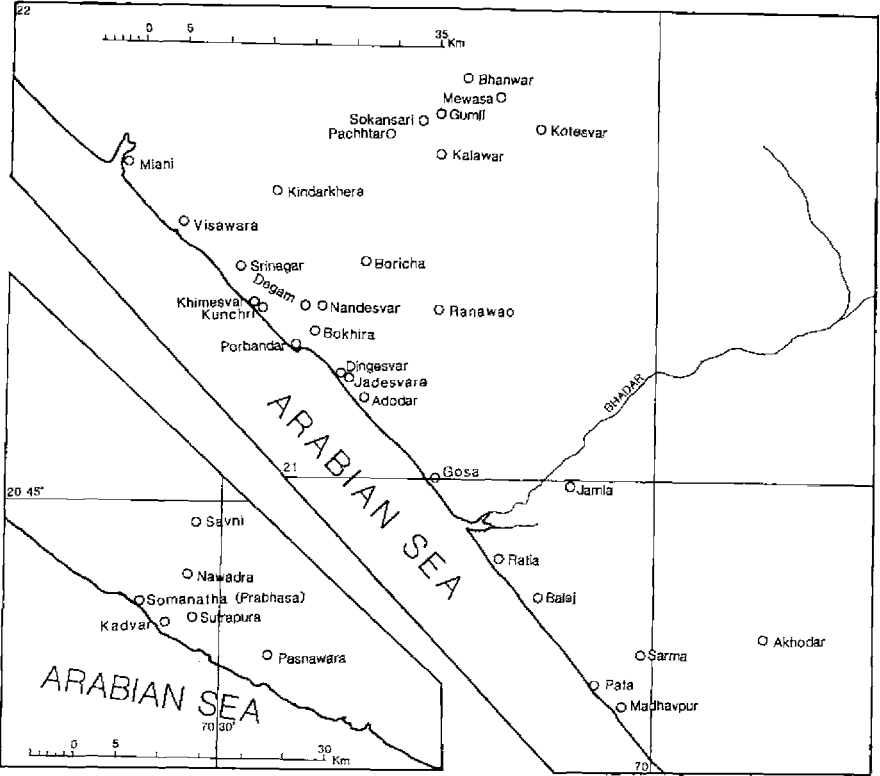 22
0 5 35 Km
Bhanwar
Mewasa
Gumli
Sokansari
Pachhtar
Kotesvar
Kalawar
Miani
Kindarkhera
Visawara
Srinagar
Boricha
Degam
Khimesvar
Kunchri
Nandesvar
Ranawao
Bokhira
Porbandar
Dingesvar
Jadesvara
Adodar
BHADAR
ARABIAN SEA
21
Gosa
Jamla
Ratia
Balej
Sarma
Akhodar
Pata
Madhavpur
70
20 45°
Savni
Nawadra
Somanatha (Prabhasa)
Kadvar
Sutrapura
Pasnawara
ARABIAN SEA
70 30'
0 5 30 Km